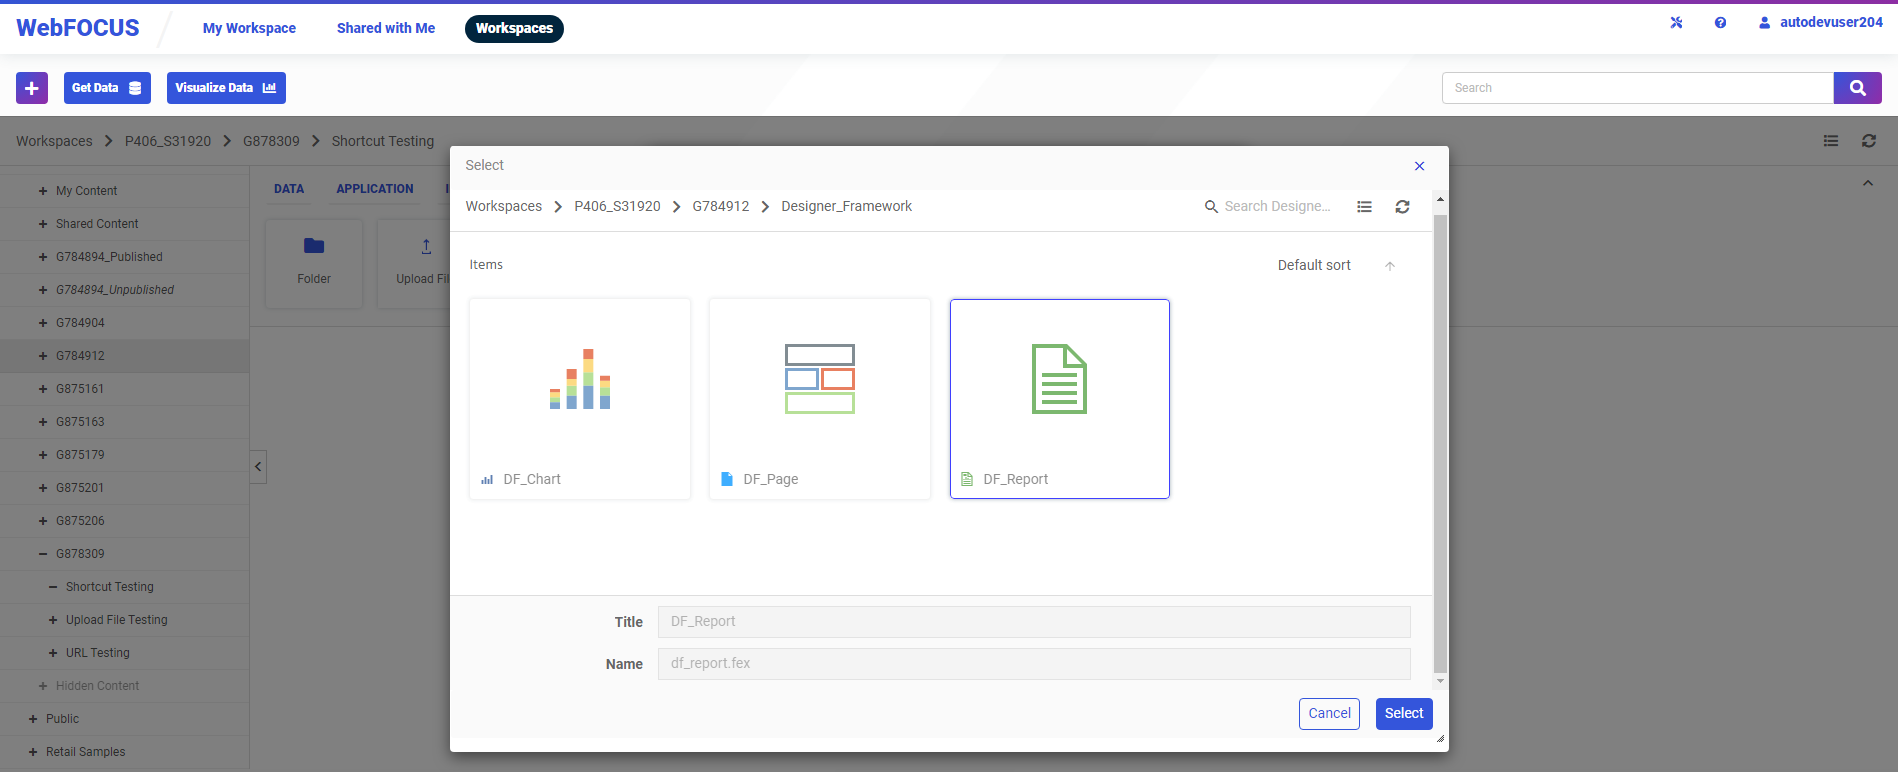 WebFOCUS
My Workspace
Shared with Me
Workspaces
autodevuser204
Get Data
Visualize Data
Search
Workspaces P406_S31920 G878309 Shortcut Testing
My Content
Shared Content
G784894_Published
G784894_Unpublished
G784904
G784912
G875161
G875163
G875179
G875201
G875206
G878309
Shortcut Testing
Upload File Testing
URL Testing
Hidden Content
Public
Retail Samples
DATA
APPLICATION
Folder
Upload Fil
Select
Workspaces P406_S31920 G784912 Designer_Framework
Search Designe...
Items
Default sort
DF_Chart
DF_Page
DF_Report
Title DF_Report
Name df_report.fex
Cancel
Select